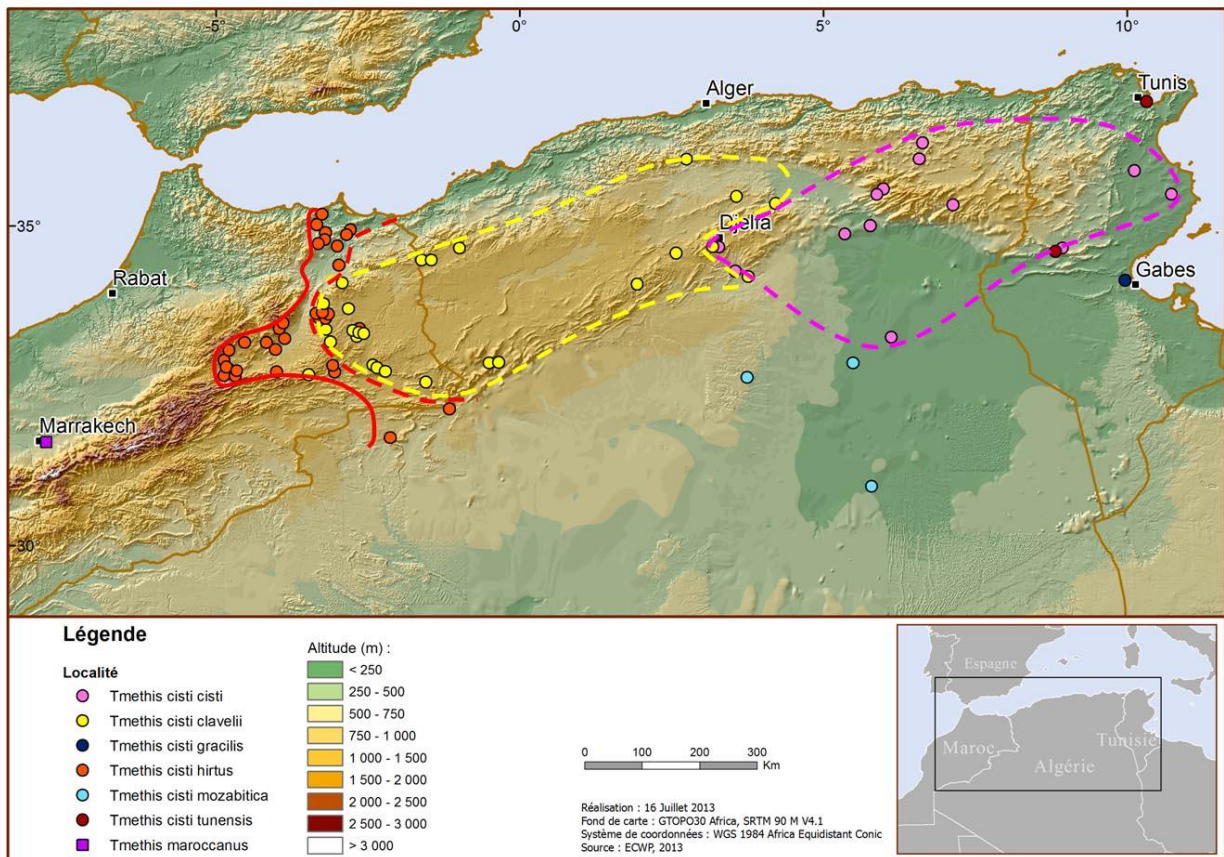 -5°
0°
5°
10°
Tunis
Alger
35°
Djelfa
Rabat
Gabes
Marrakech
30
Légende
Localité
Tmethis cisti cisti
Tmethis cisti clavelii
Tmethis cisti gracilis
Tmethis cisti hirtus
Tmethis cisti mozabitica
Tmethis cisti tunensis
Tmethis maroccanus
Altitude (m) :
< 250
250 - 500
500 - 750
750 - 1 000
1 000 - 1 500
1 500 - 2 000
2 000 - 2 500
2 500 - 3 000
> 3 000
0 100 200 300
Km
Réalisation : 16 Juillet 2013
Fond de carte : GTOPO30 Africa, SRTM 90 M V4.1
Système de coordonnées : WGS 1984 Africa Equidistant Conic
Source : ECWP, 2013
Espagne
Maroc
Tunisie
Algérie